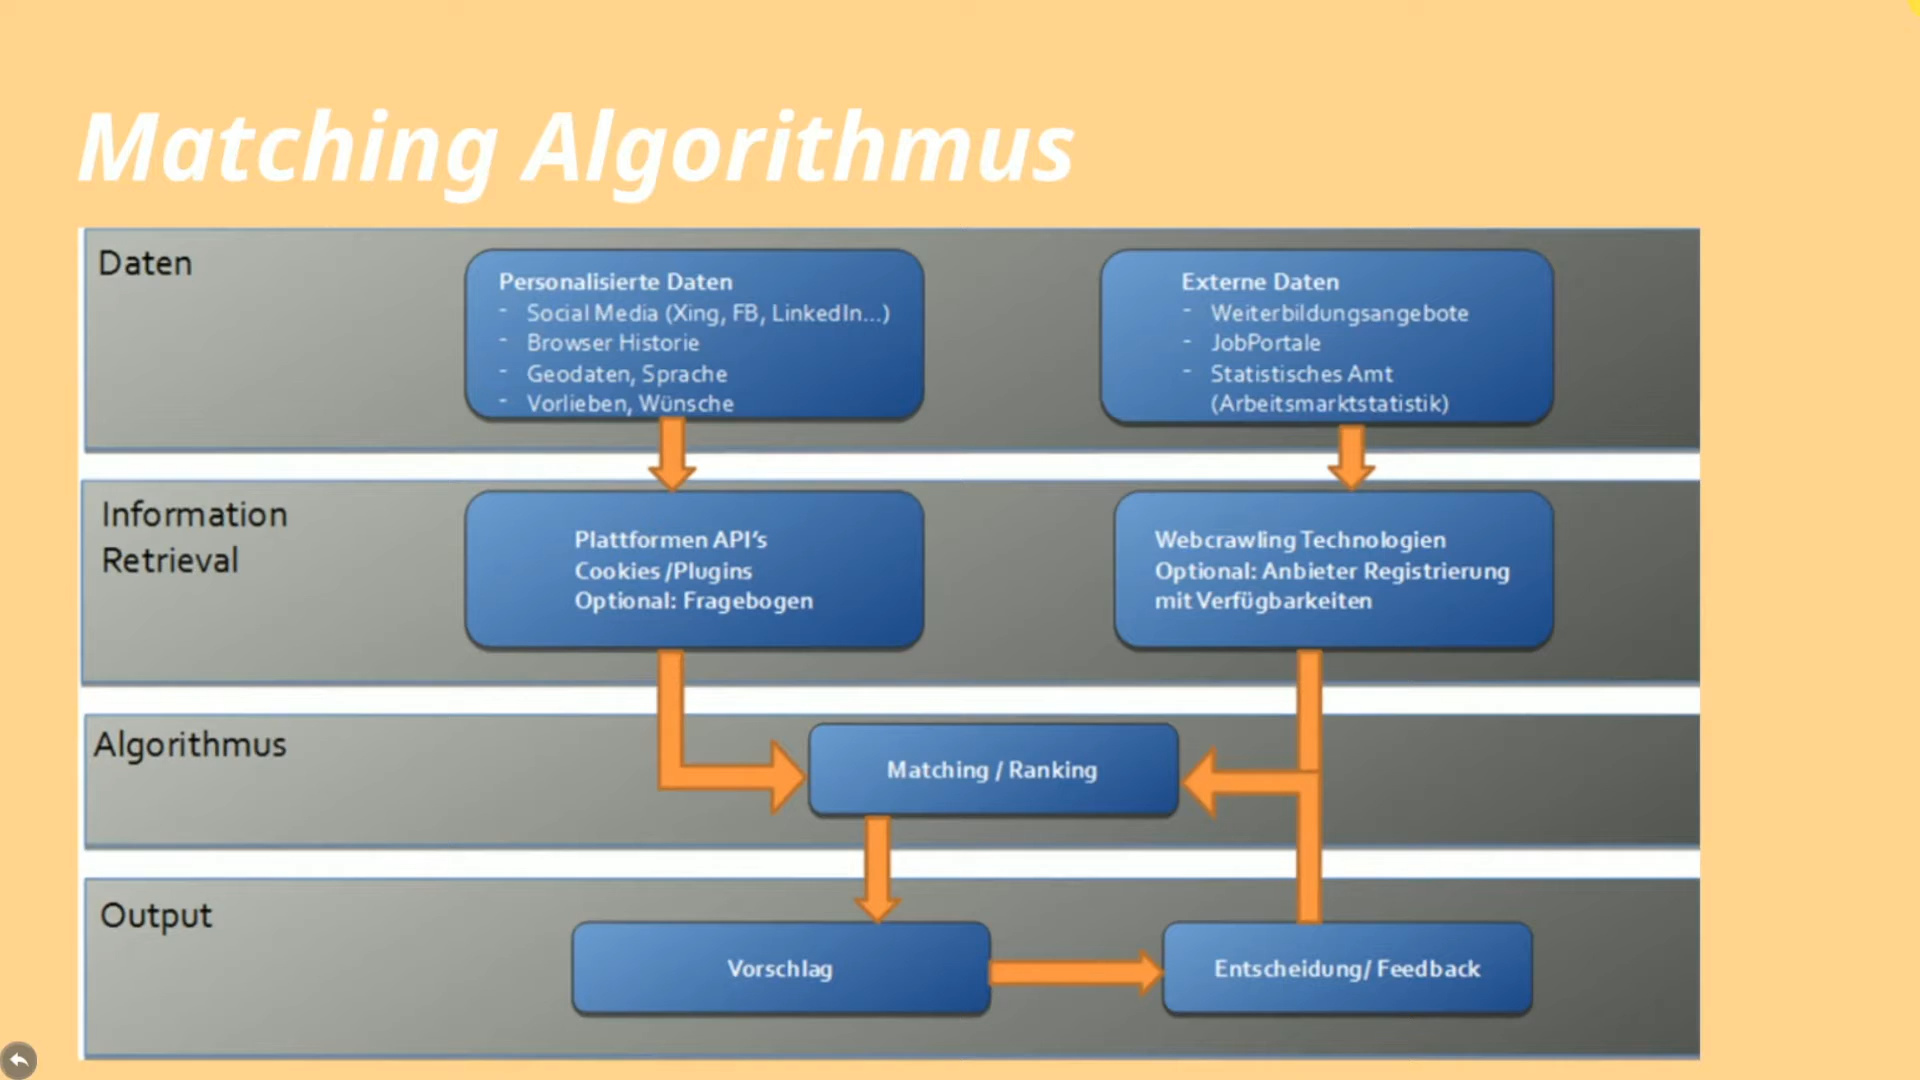 Matching Algorithmus
Daten
Personalisierte Daten
- Social Media (Xing, FB, LinkedIn...)
- Browser Historie
- Geodaten, Sprache
- Vorlieben, Wünsche
Externe Daten
- Weiterbildungsangebote
- JobPortale
- Statistisches Amt
(Arbeitsmarktstatistik)
Information
Retrieval
Plattformen API's
Cookies /Plugins
Optional: Fragebogen
Webcrawling Technologien
Optional: Anbieter Registrierung
mit Verfügbarkeiten
Algorithmus
Matching / Ranking
Output
Vorschlag
Entscheidung/ Feedback